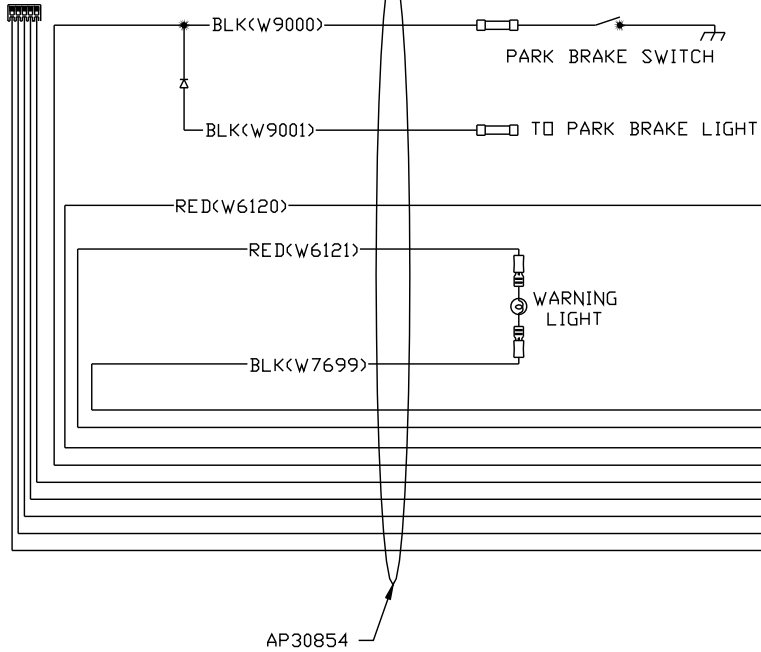 BLK(W9000)
PARK BRAKE SWITCH
BLK(W9001)
TO PARK BRAKE LIGHT
RED(W6120)
RED(W6121)
WARNING
LIGHT
BLK(W7699)
AP30854